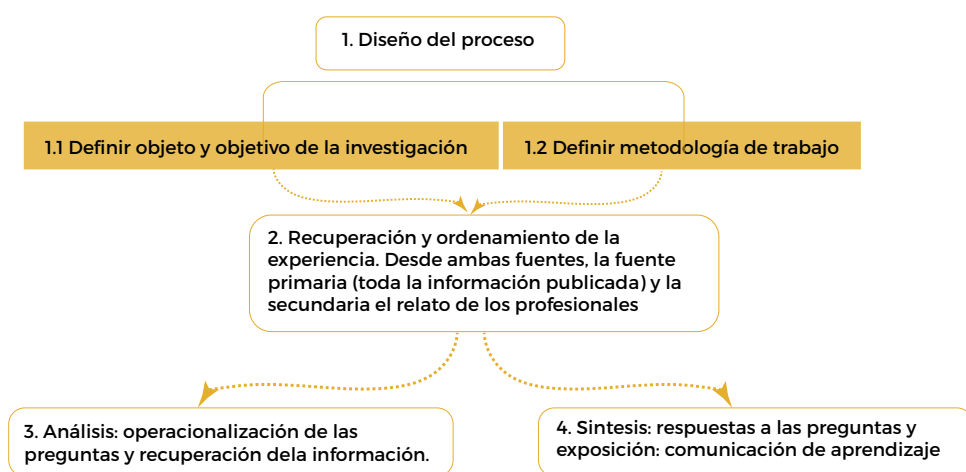 1. Diseño del proceso
1.1 Definir objeto y objetivo de la investigación
1.2 Definir metodología de trabajo
2. Recuperación y ordenamiento de la
experiencia. Desde ambas fuentes, la fuente
primaria (toda la información publicada) y la
secundaria el relato de los profesionales
3. Análisis: operacionalización de las
preguntas y recuperación dela información.
4. Sintesis: respuestas a las preguntas y
exposición: comunicación de aprendizaje